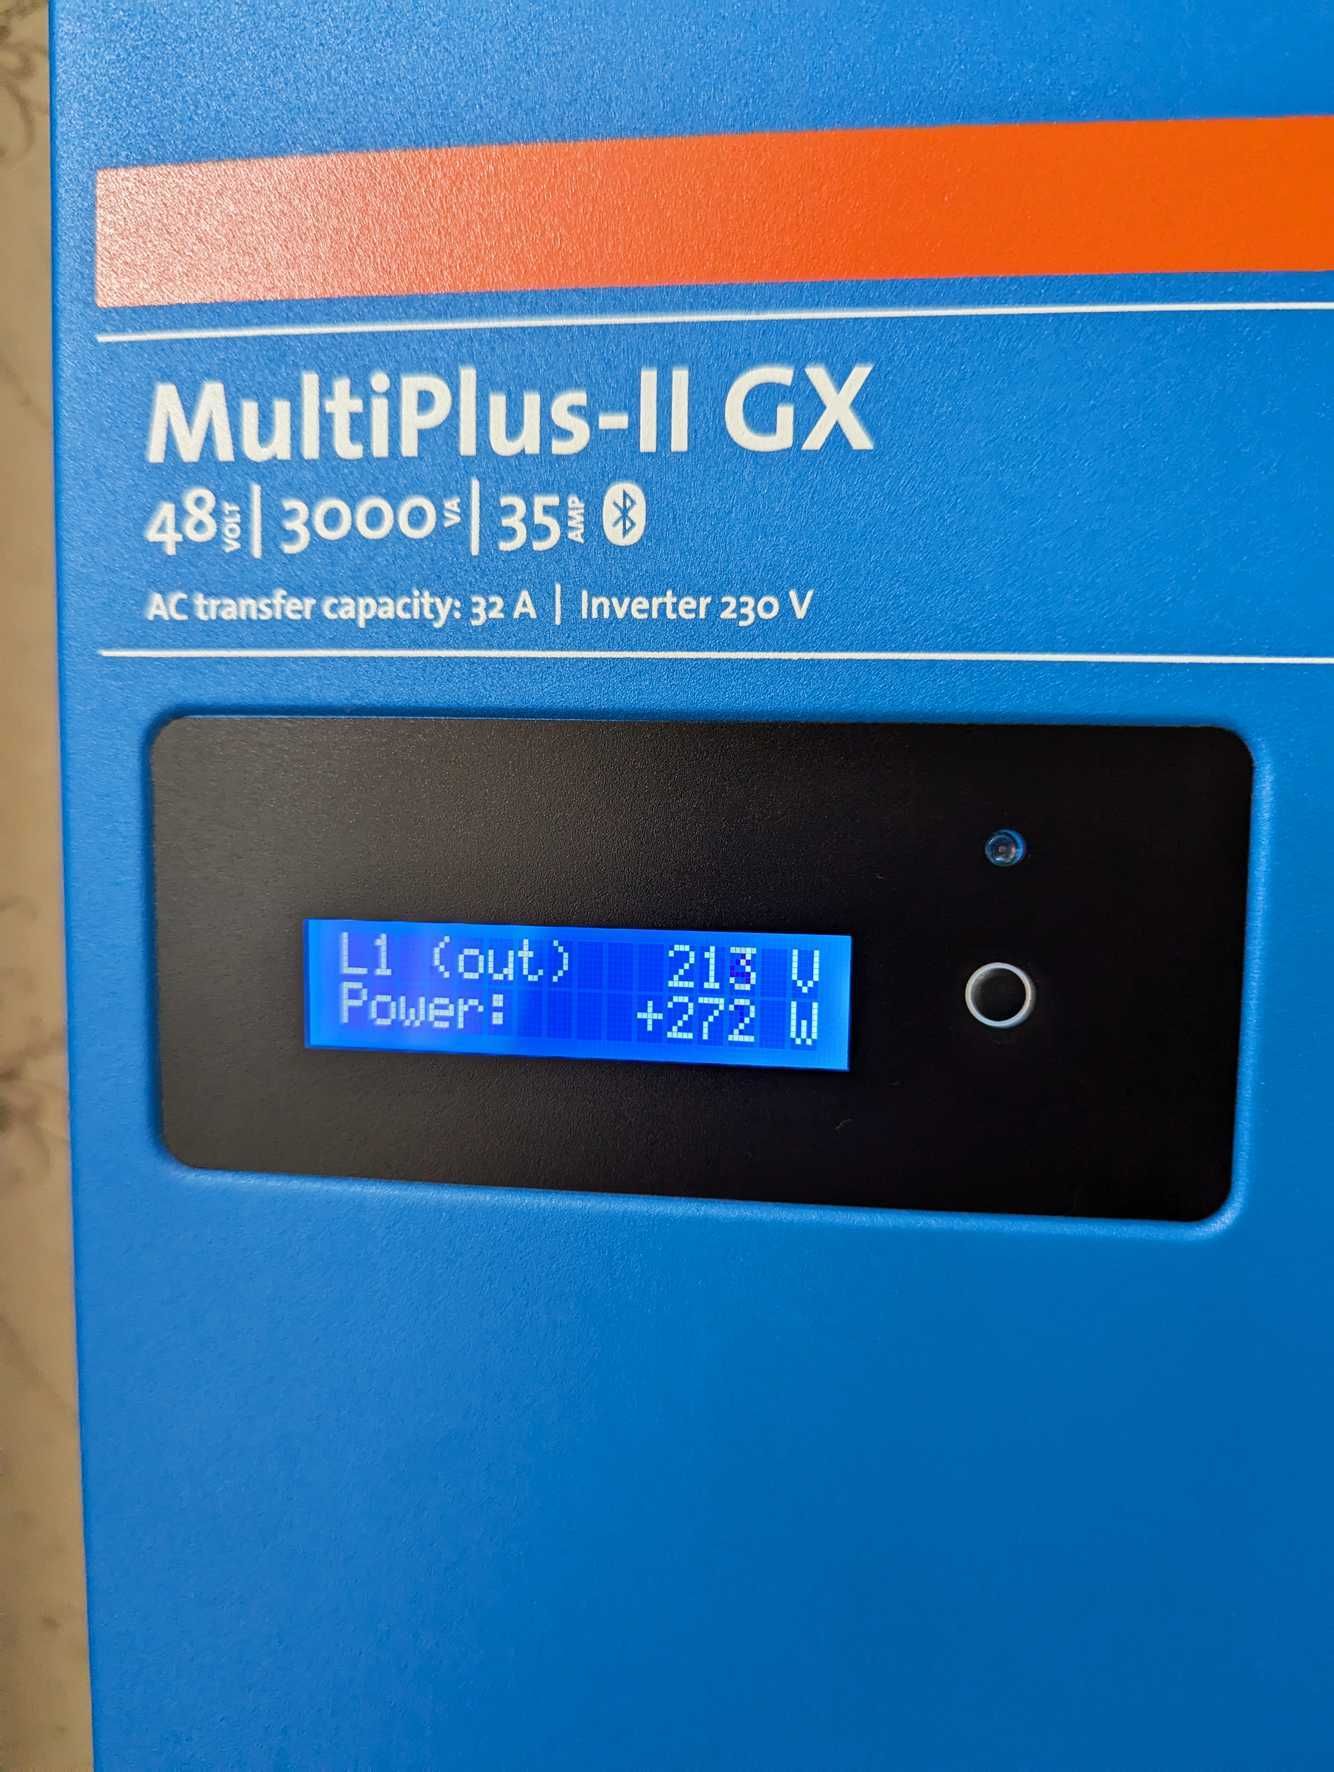 MultiPlus-II GX
48 VOLT | 3000 VA | 35 AMP
AC transfer capacity: 32 A | Inverter 230 V
L1 (out) 213 V
Power: +272 W